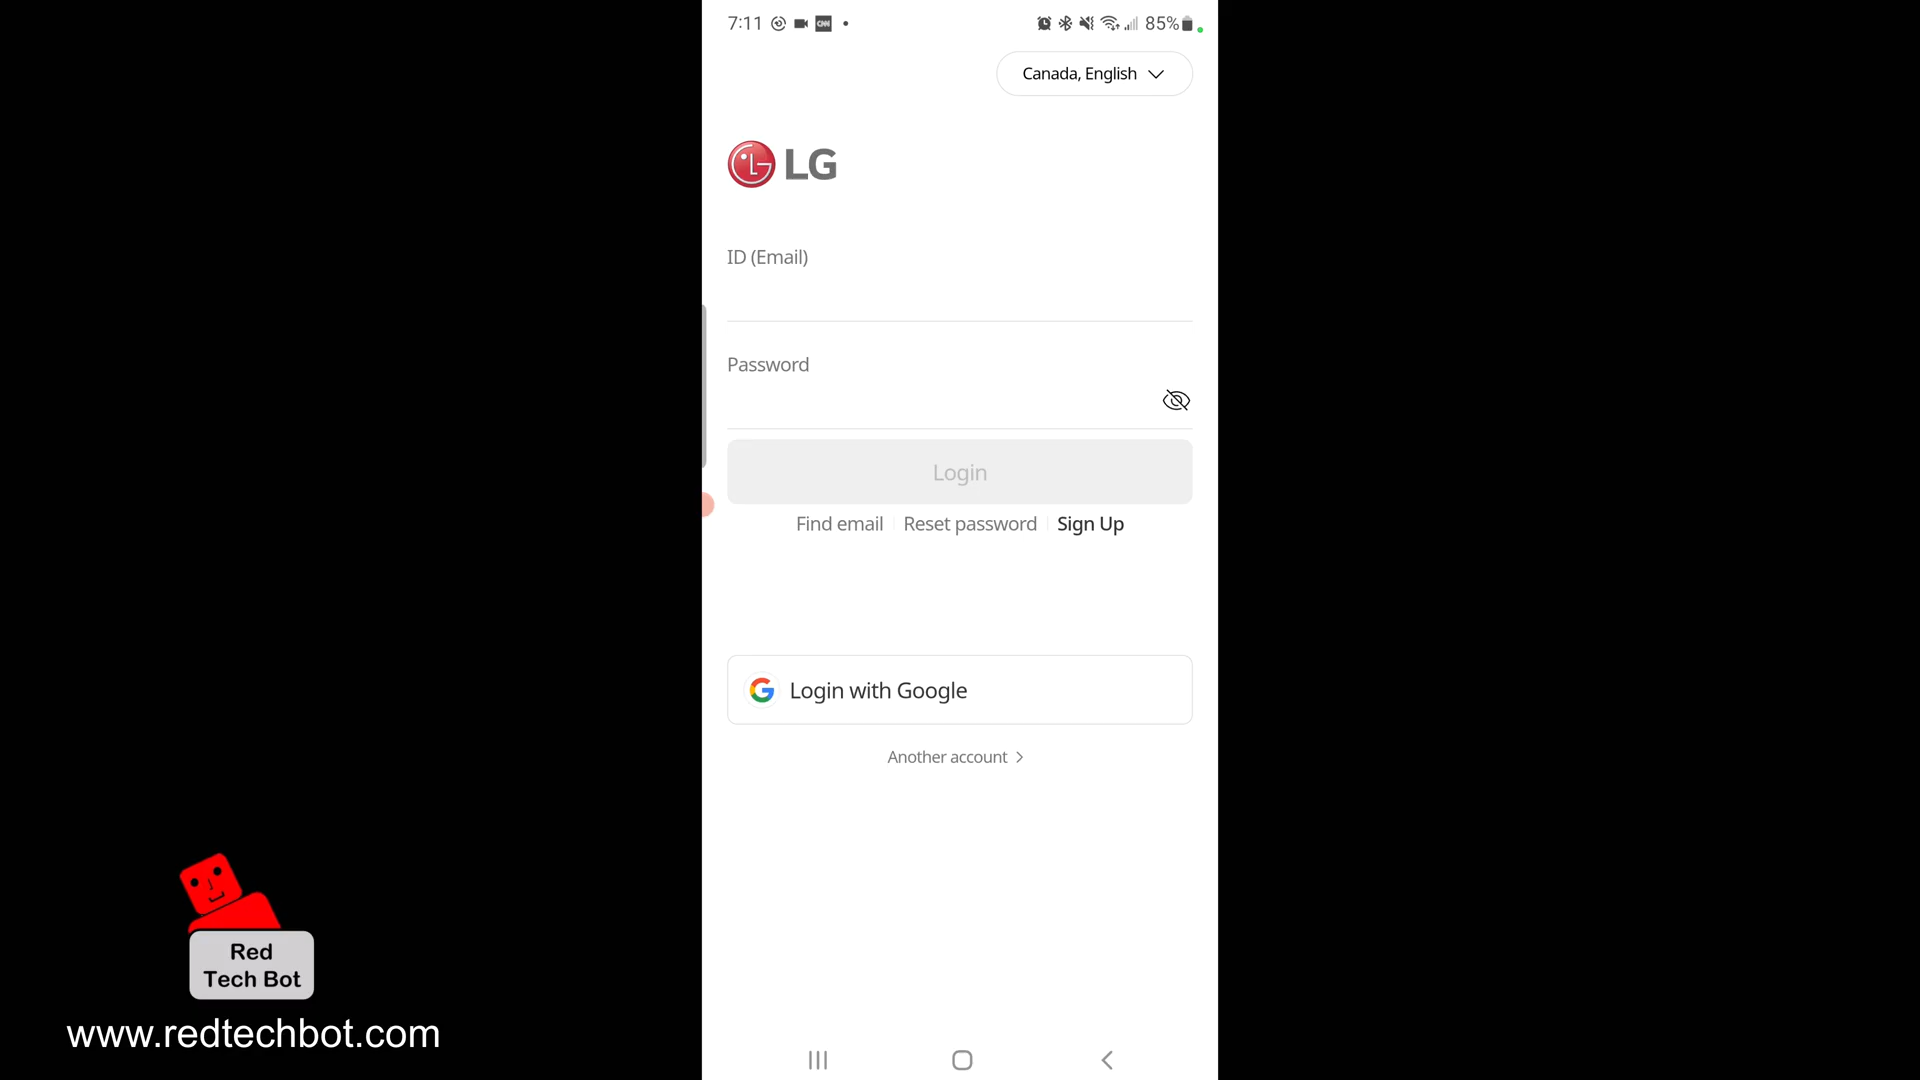 7:11 CNN 85%
Canada, English
LG
ID (Email)
Password
Login
Find email Reset password Sign Up
Login with Google
Another account
Red
Tech Bot
www.redtechbot.com